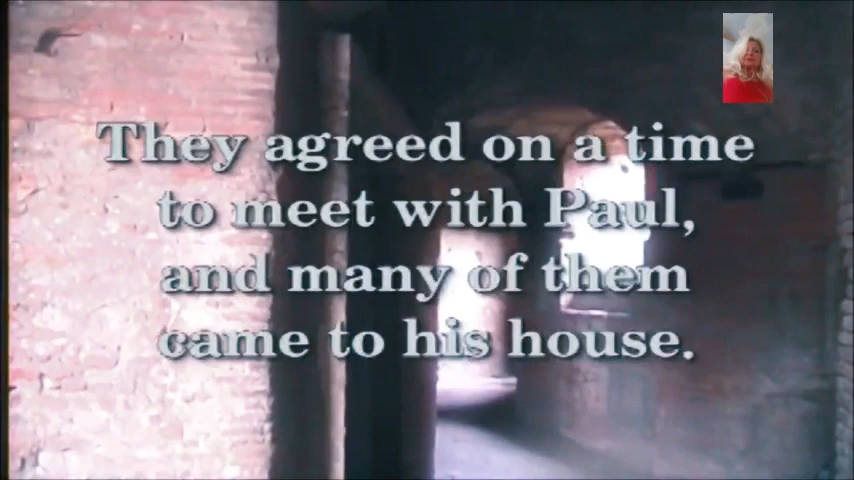 They agreed on a time
to meet with Paul,
and many of them
came to his house.